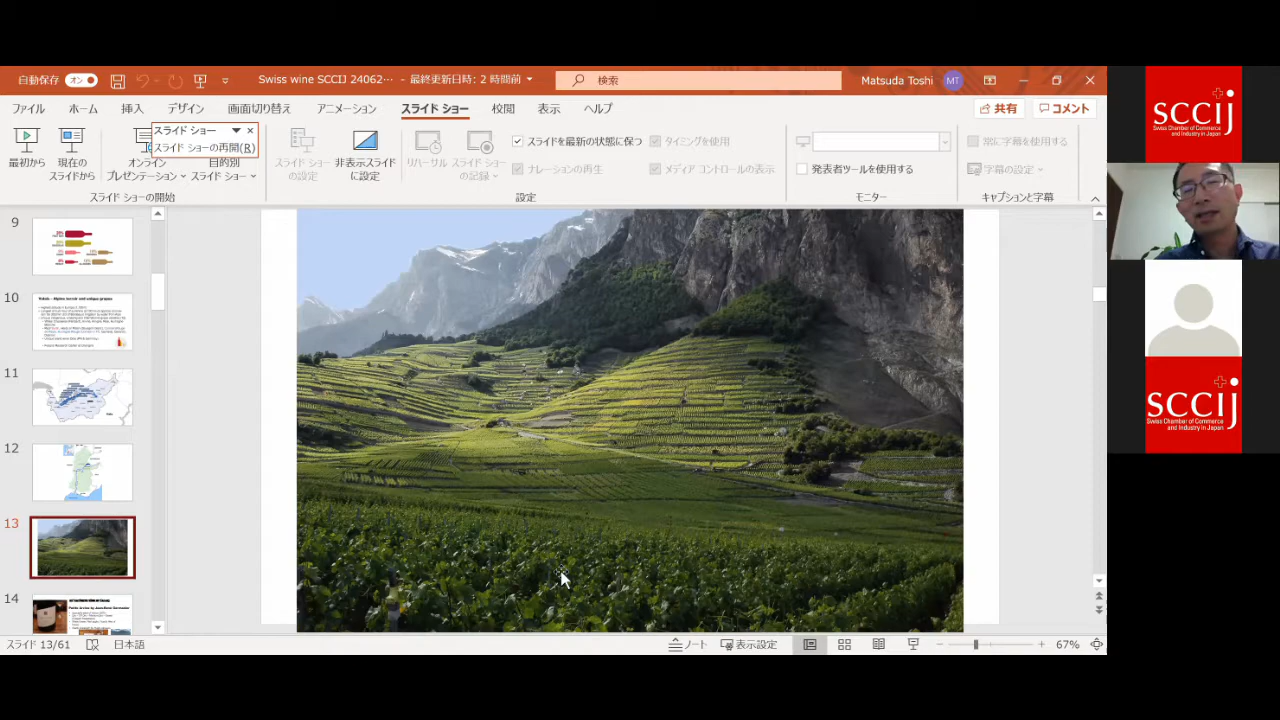 自動保存 オン
Swiss wine SCCIJ 24062… - 最終更新日時: 2 時間前
検索
Matsuda Toshi MT
ファイル ホーム 挿入 デザイン 画面切り替え アニメーション スライド ショー 校閲 表示 ヘルプ
共有 コメント
スライド ショー
スライド ショーの再開(R)
最初から
現在の
スライドから
オンライン
プレゼンテーション
目的別
スライド ショー
スライド ショー
の設定
非表示スライド
に設定
リハーサル
スライド ショー
の記録
スライドを最新の状態に保つ
ナレーションの再生
タイミングを使用
メディア コントロールの表示
発表者ツールを使用する
常に字幕を使用する
字幕の設定
スライド ショーの開始
設定
モニター
キャプションと字幕
9
10
11
12
13
14
スライド 13/61
日本語
ノート
表示設定
67%
SCCIJ
Swiss Chamber of Commerce
and Industry in Japan
SCCIJ
Swiss Chamber of Commerce
and Industry in Japan